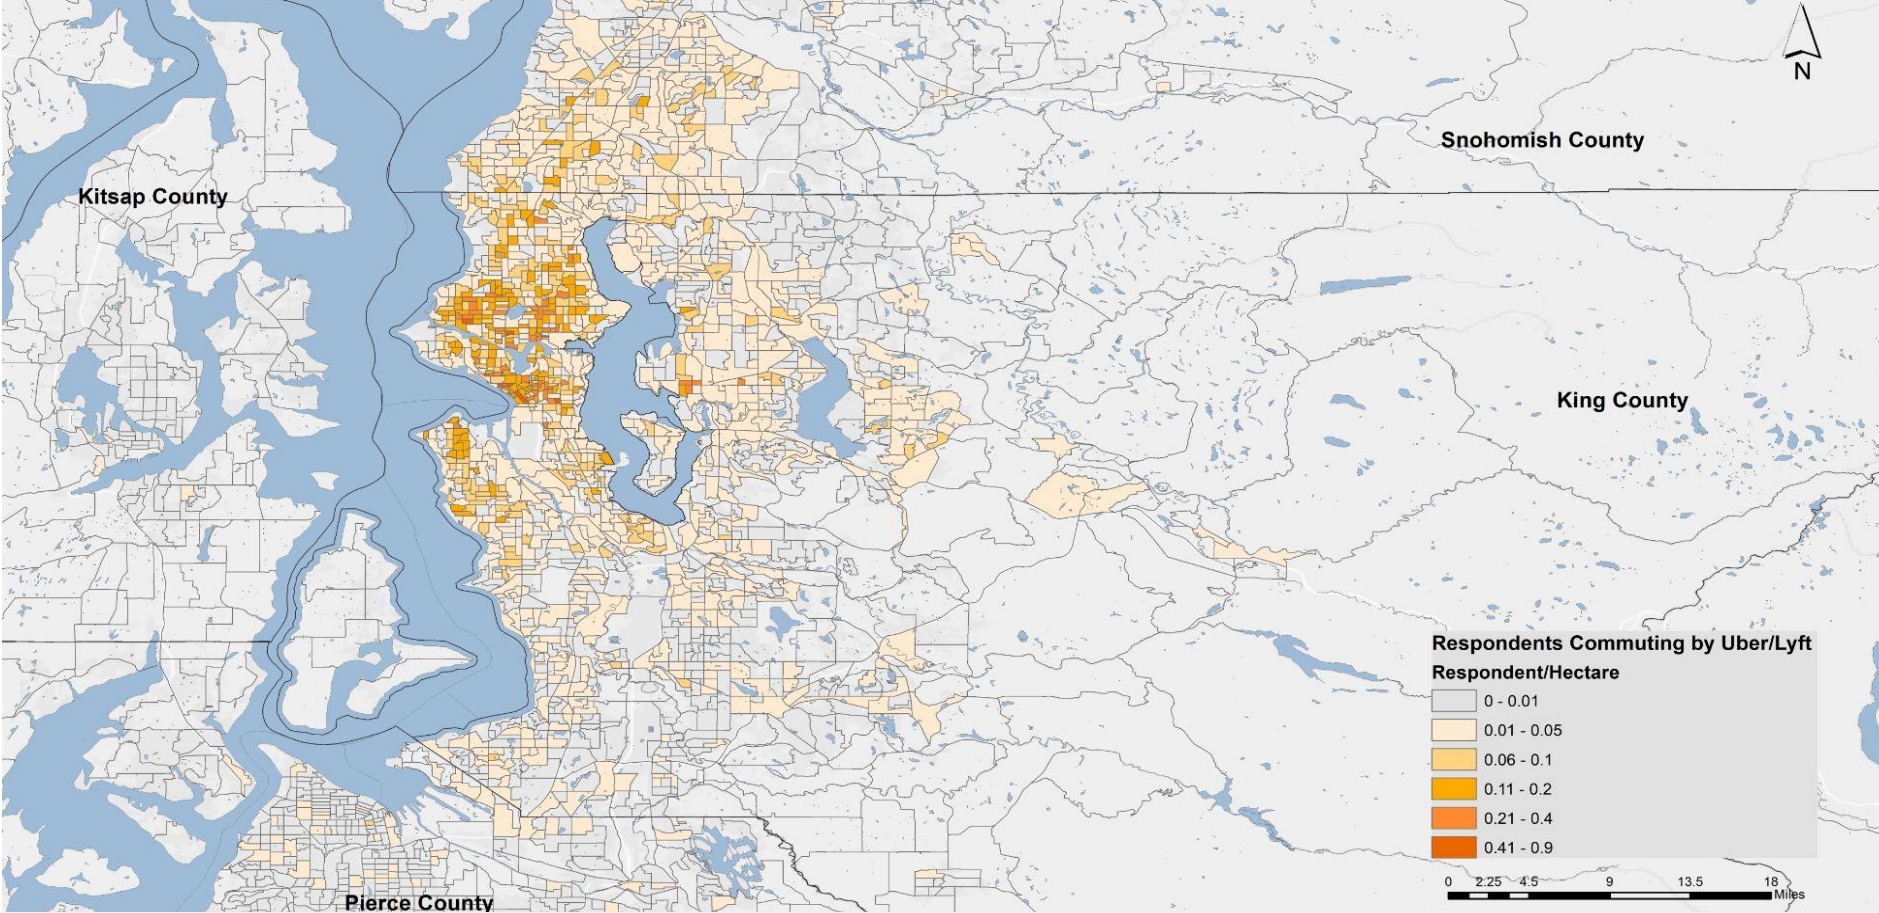 N
Snohomish County
Kitsap County
King County
Respondents Commuting by Uber/Lyft
Respondent/Hectare
0 - 0.01
0.01 - 0.05
0.06 - 0.1
0.11 - 0.2
0.21 - 0.4
0.41 - 0.9
0 2.25 4.5 9 13.5 18
Miles
Pierce County